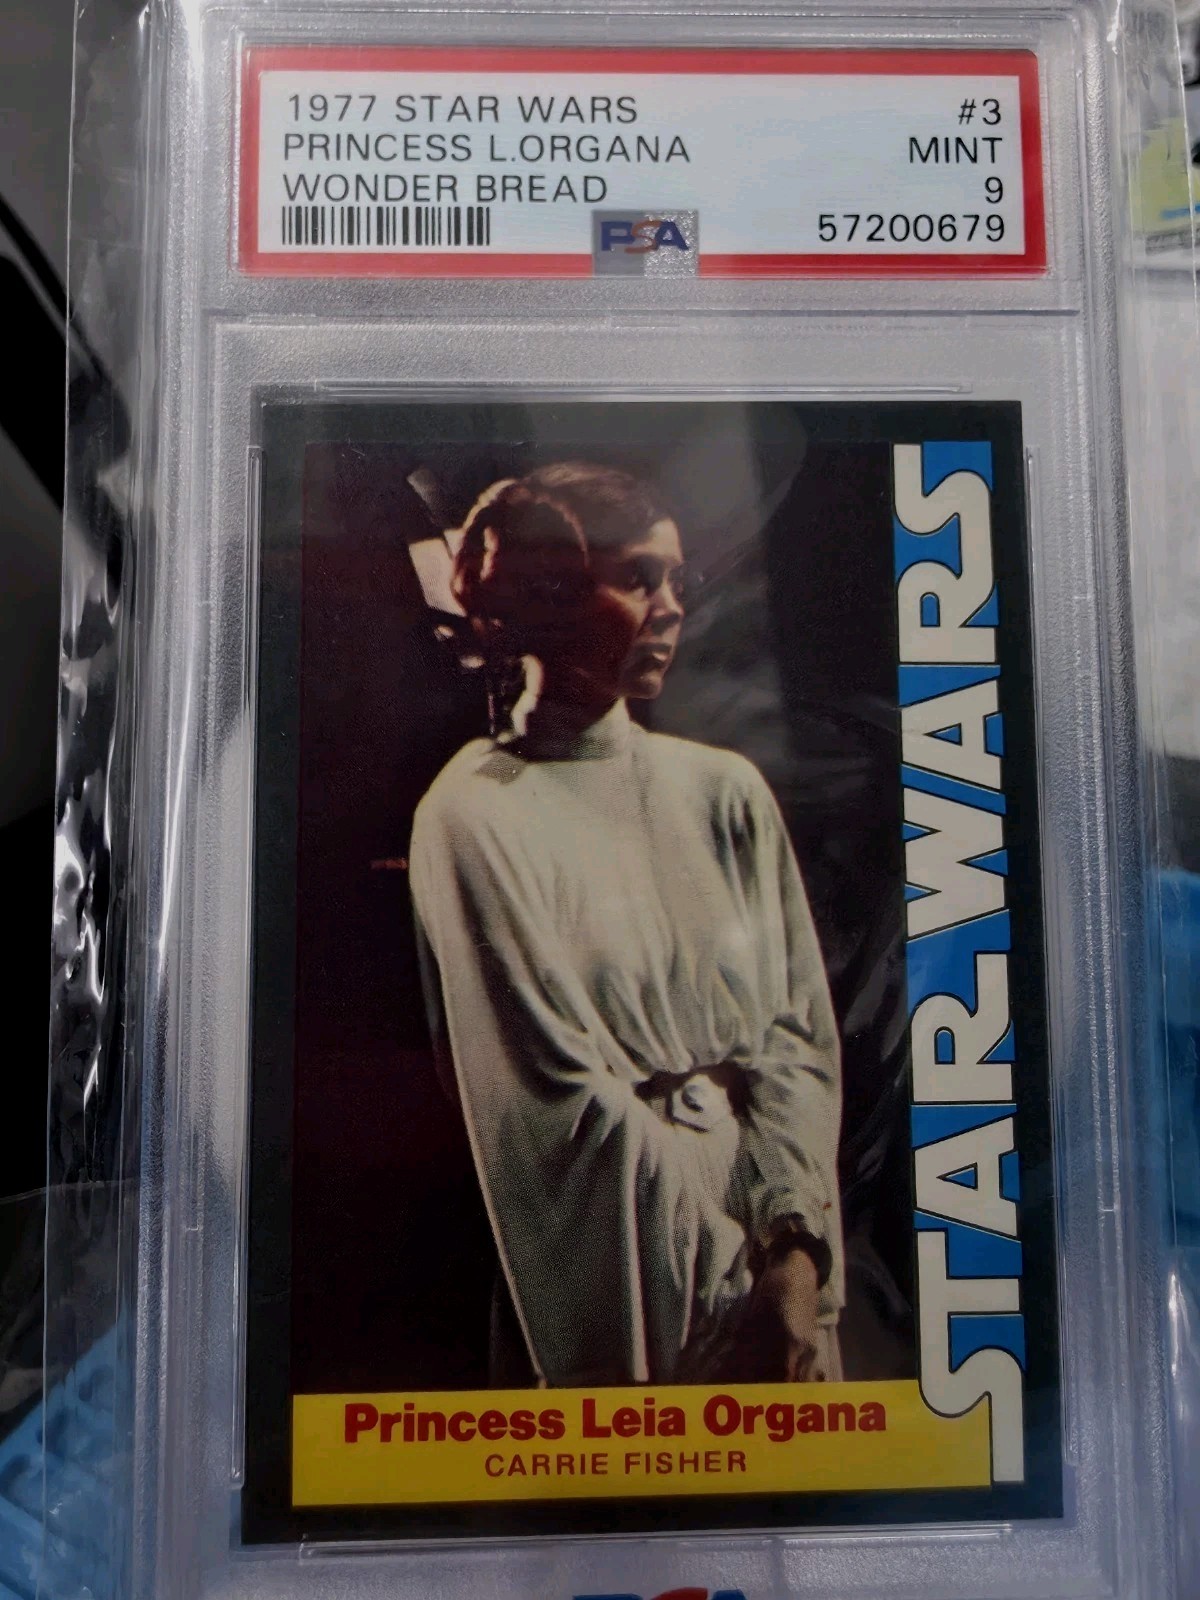 1977 STAR WARS #3
PRINCESS L.ORGANA MINT
WONDER BREAD 9
PSA 57200679
STAR WARS
Princess Leia Organa
CARRIE FISHER
PSA